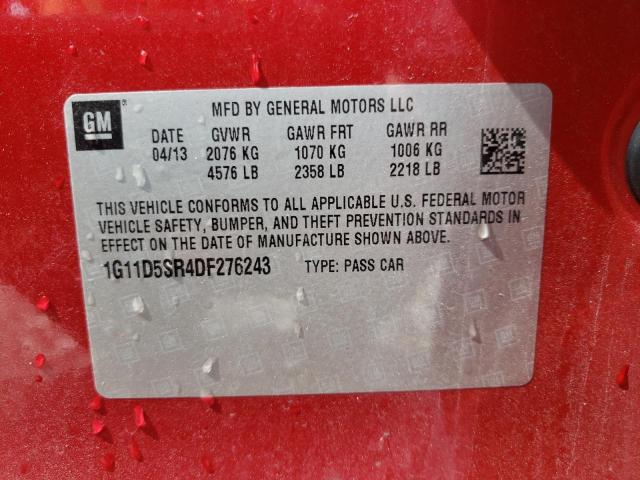 GM
MFD BY GENERAL MOTORS LLC
DATE GVWR GAWR FRT GAWR RR
04/13 2076 KG 1070 KG 1006 KG
4576 LB 2358 LB 2218 LB
THIS VEHICLE CONFORMS TO ALL APPLICABLE U.S. FEDERAL MOTOR
VEHICLE SAFETY, BUMPER, AND THEFT PREVENTION STANDARDS IN
EFFECT ON THE DATE OF MANUFACTURE SHOWN ABOVE.
1G11D5SR4DF276243 TYPE: PASS CAR